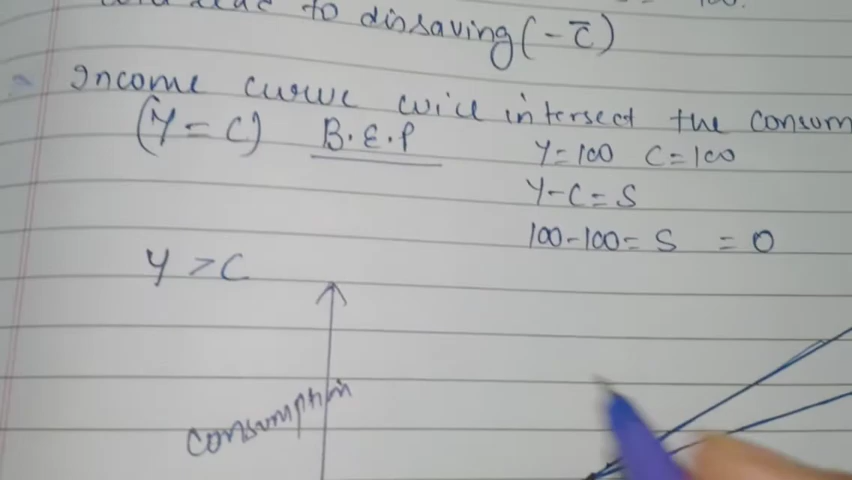 to dissaving (- c̄)
Income curve will intersect the consum
(Y = C) B.E.P
Y=100 C=100
Y-C=S
100-100= S = 0
Y > C
consumption